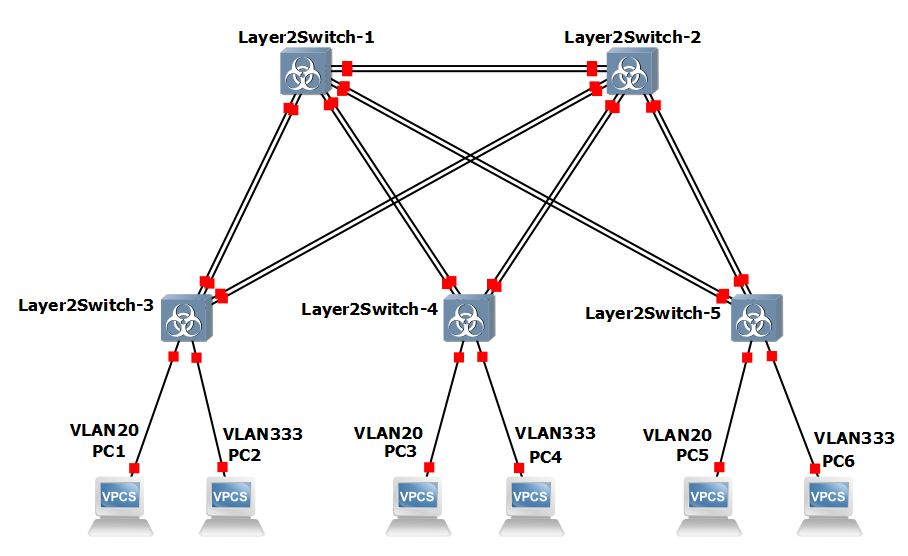 Layer2Switch-1
Layer2Switch-2
Layer2Switch-3
Layer2Switch-4
Layer2Switch-5
VLAN20
PC1
VLAN333
PC2
VLAN20
PC3
VLAN333
PC4
VLAN20
PC5
VLAN333
PC6
VPCS
VPCS
VPCS
VPCS
VPCS
VPCS